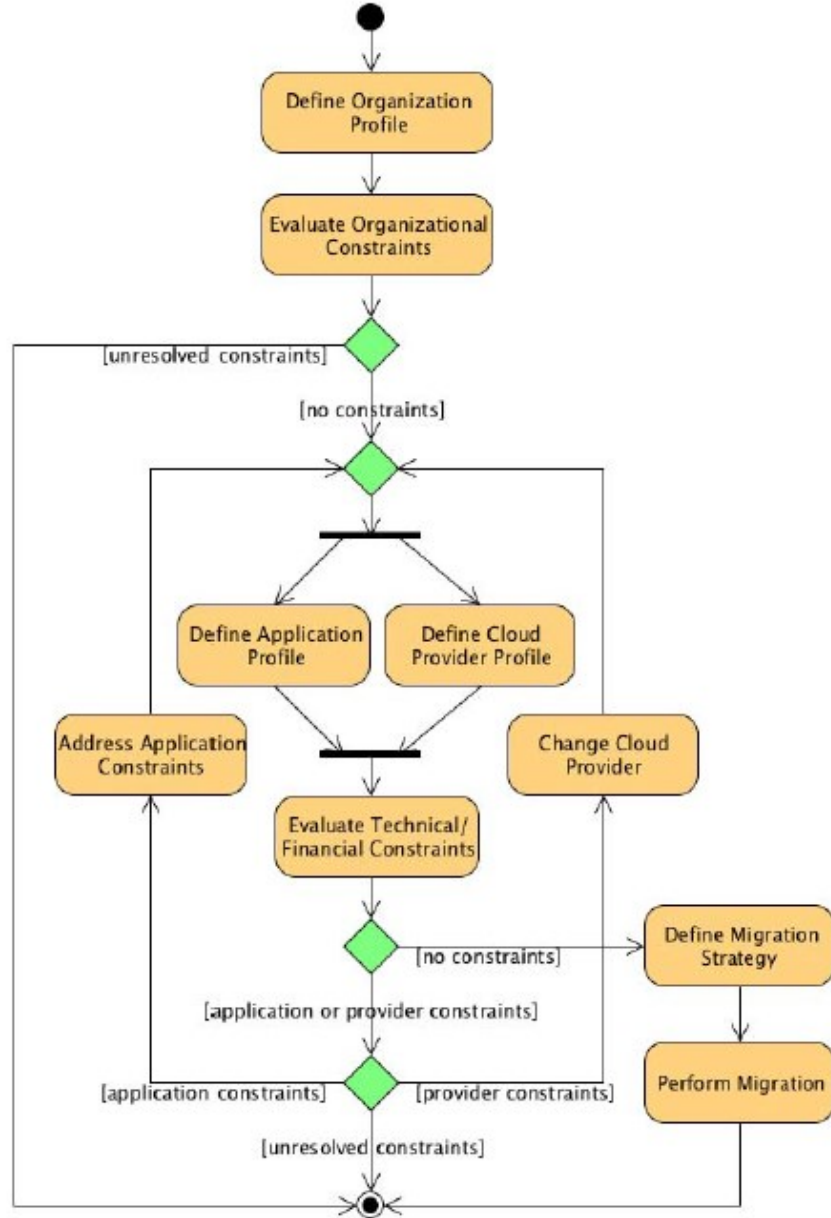 Define Organization
Profile
Evaluate Organizational
Constraints
[unresolved constraints]
[no constraints]
Define Application
Profile
Define Cloud
Provider Profile
Address Application
Constraints
Change Cloud
Provider
Evaluate Technical/
Financial Constraints
[no constraints]
Define Migration
Strategy
[application or provider constraints]
[application constraints]
[provider constraints]
Perform Migration
[unresolved constraints]